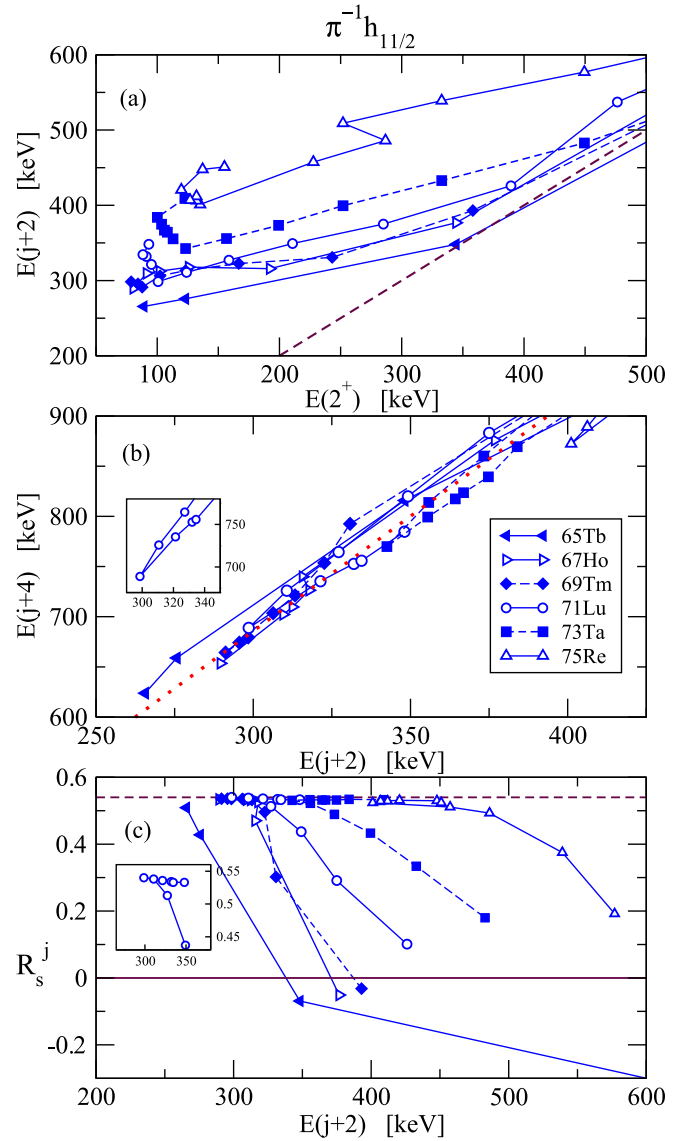 π⁻¹h₁₁/₂
600
500
400
300
200
(a)
E(j+2) [keV]
100 200 300 400 500
E(2⁺) [keV]
900
800
700
600
(b)
E(j+4) [keV]
750
700
300 320 340
65Tb
67Ho
69Tm
71Lu
73Ta
75Re
250 300 350 400
E(j+2) [keV]
0.6
0.4
0.2
0
-0.2
(c)
R_s^j
0.55
0.5
0.45
300 350
200 300 400 500 600
E(j+2) [keV]